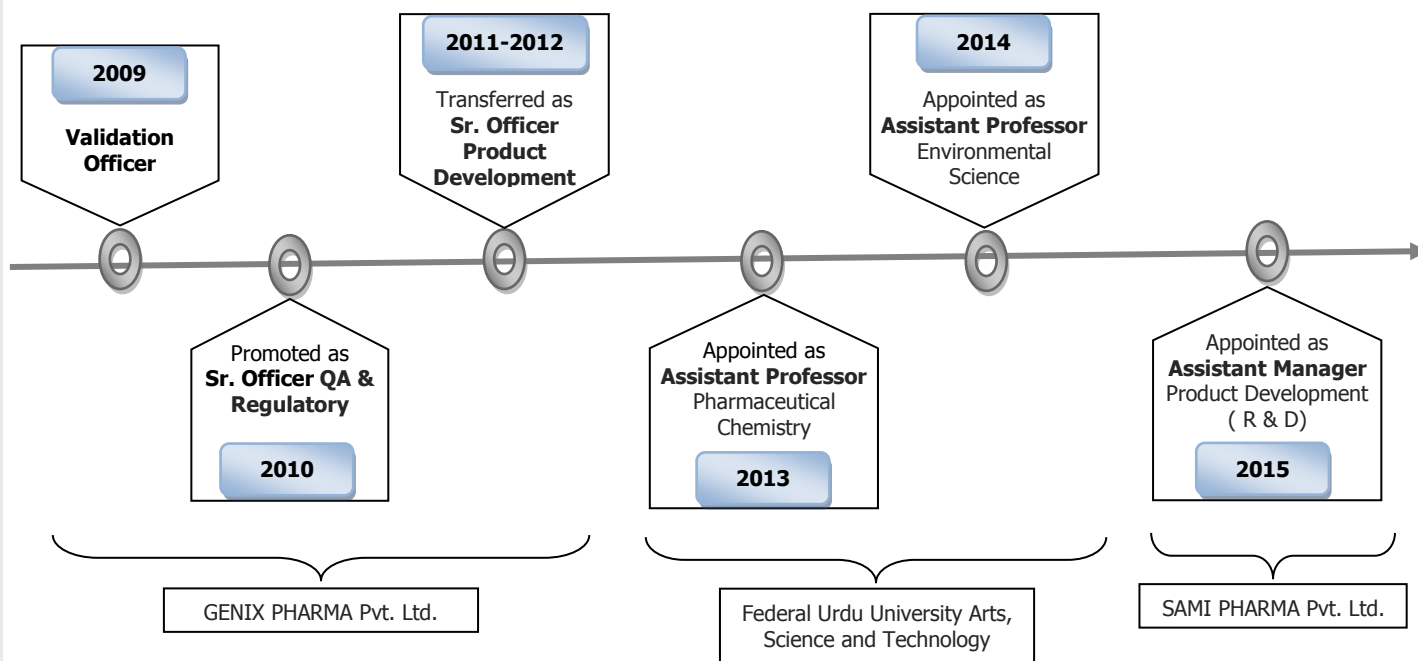 2009
Validation
Officer
2011-2012
Transferred as
Sr. Officer
Product
Development
2014
Appointed as
Assistant Professor
Environmental
Science
Promoted as
Sr. Officer QA &
Regulatory
2010
Appointed as
Assistant Professor
Pharmaceutical
Chemistry
2013
Appointed as
Assistant Manager
Product Development
( R & D)
2015
GENIX PHARMA Pvt. Ltd.
Federal Urdu University Arts,
Science and Technology
SAMI PHARMA Pvt. Ltd.